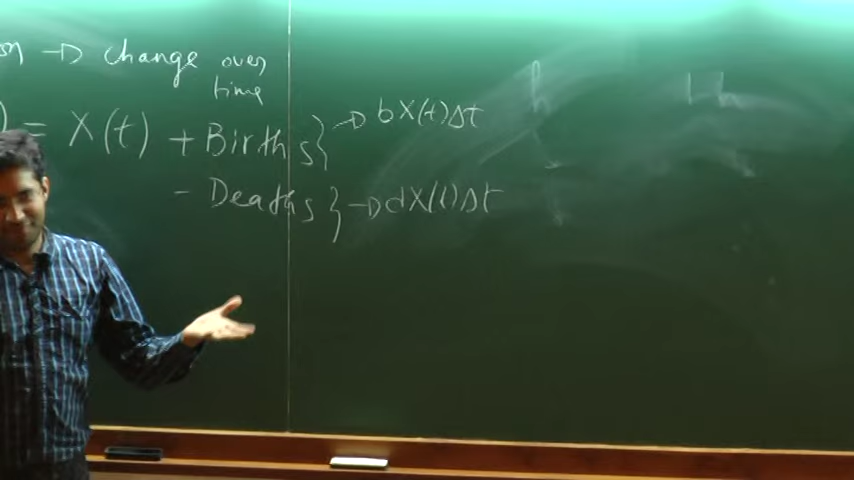 → change over
time
) = X(t) + Births } → bX(t)Δt
- Deaths } → dX(t)Δt